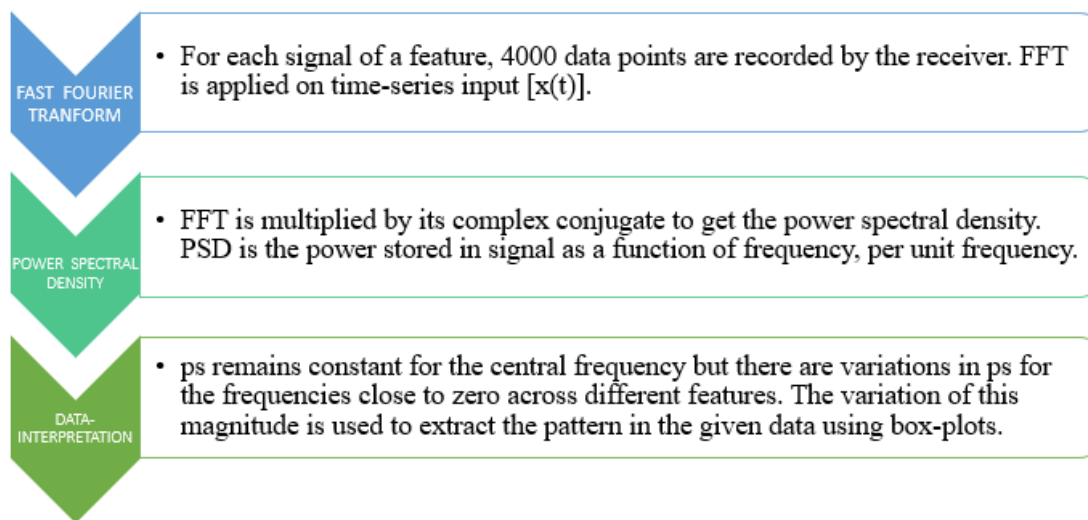 FAST FOURIER
TRANFORM
• For each signal of a feature, 4000 data points are recorded by the receiver. FFT
is applied on time-series input [x(t)].
POWER SPECTRAL
DENSITY
• FFT is multiplied by its complex conjugate to get the power spectral density.
PSD is the power stored in signal as a function of frequency, per unit frequency.
DATA-
INTERPRETATION
• ps remains constant for the central frequency but there are variations in ps for
the frequencies close to zero across different features. The variation of this
magnitude is used to extract the pattern in the given data using box-plots.